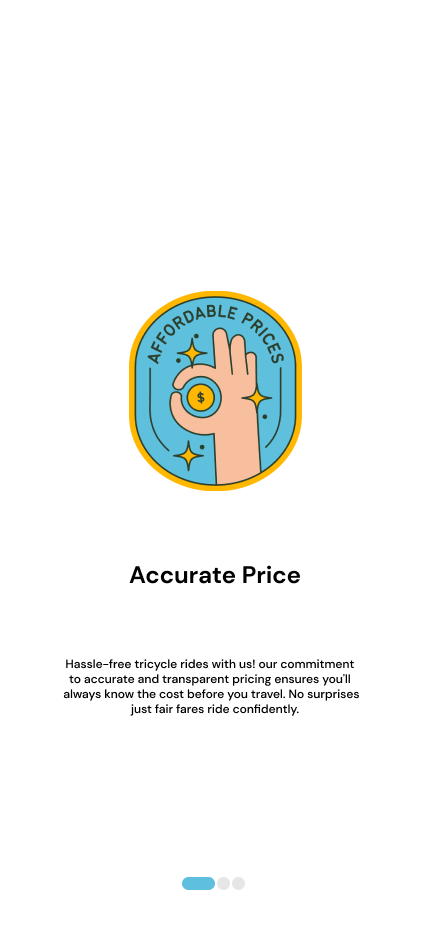 AFFORDABLE PRICES
$
Accurate Price
Hassle-free tricycle rides with us! our commitment
to accurate and transparent pricing ensures you'll
always know the cost before you travel. No surprises
just fair fares ride confidently.